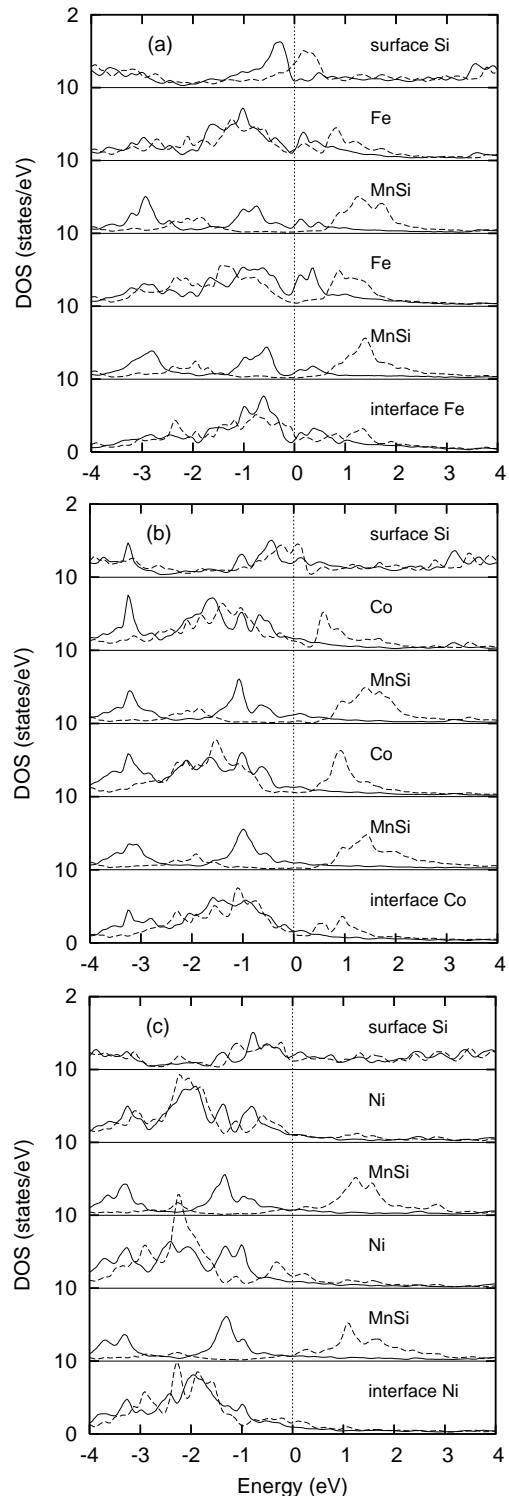 2
(a)
surface Si
10
Fe
MnSi
10
Fe
10
MnSi
10
interface Fe
0
DOS (states/eV)
-4 -3 -2 -1 0 1 2 3 4
2
(b)
surface Si
10
Co
MnSi
10
Co
10
MnSi
10
interface Co
0
DOS (states/eV)
-4 -3 -2 -1 0 1 2 3 4
2
(c)
surface Si
10
Ni
MnSi
10
Ni
10
MnSi
10
interface Ni
0
DOS (states/eV)
-4 -3 -2 -1 0 1 2 3 4
Energy (eV)